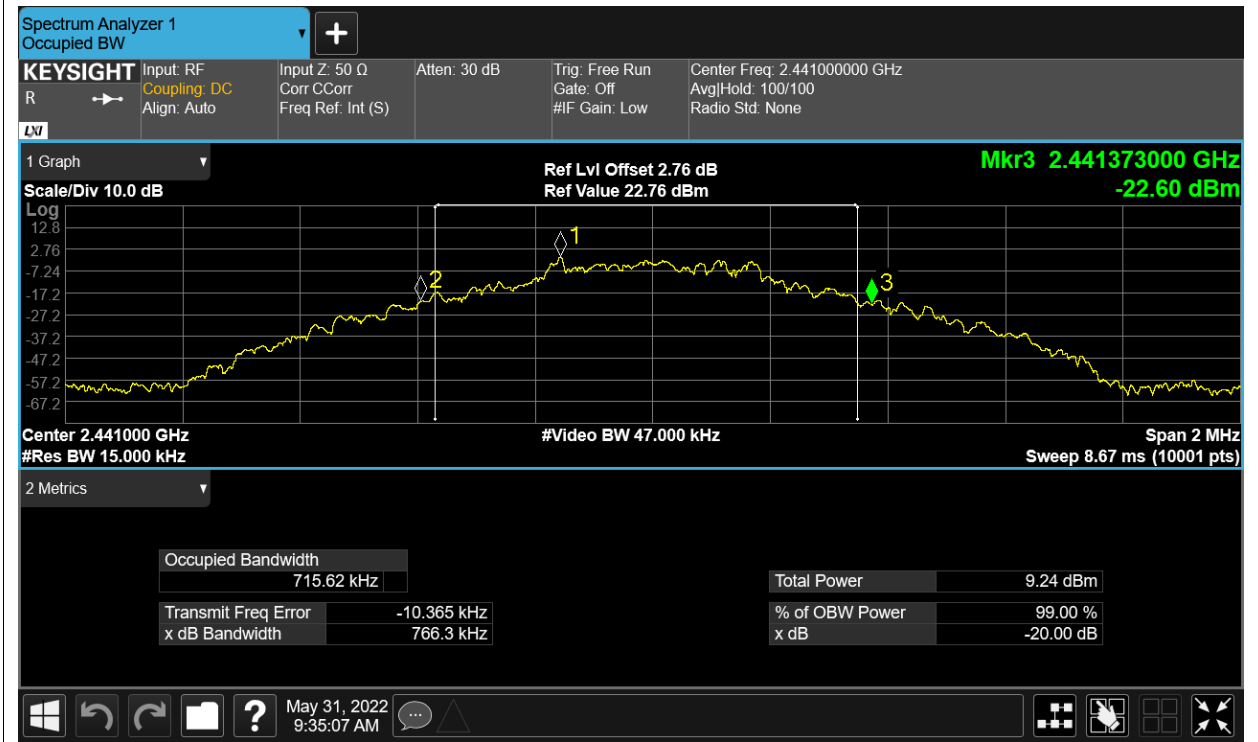 Spectrum Analyzer 1
Occupied BW
KEYSIGHT
R
LXI
Input: RF
Coupling: DC
Align: Auto
Input Z: 50 Ω
Corr CCorr
Freq Ref: Int (S)
Atten: 30 dB
Trig: Free Run
Gate: Off
#IF Gain: Low
Center Freq: 2.441000000 GHz
Avg|Hold: 100/100
Radio Std: None
1 Graph
Scale/Div 10.0 dB
Ref Lvl Offset 2.76 dB
Ref Value 22.76 dBm
Mkr3 2.441373000 GHz
-22.60 dBm
Log
12.8
2.76
-7.24
-17.2
-27.2
-37.2
-47.2
-57.2
-67.2
1
2
3
Center 2.441000 GHz
#Res BW 15.000 kHz
#Video BW 47.000 kHz
Span 2 MHz
Sweep 8.67 ms (10001 pts)
2 Metrics
Occupied Bandwidth
715.62 kHz
Transmit Freq Error -10.365 kHz
x dB Bandwidth 766.3 kHz
Total Power 9.24 dBm
% of OBW Power 99.00 %
x dB -20.00 dB
?
May 31, 2022
9:35:07 AM